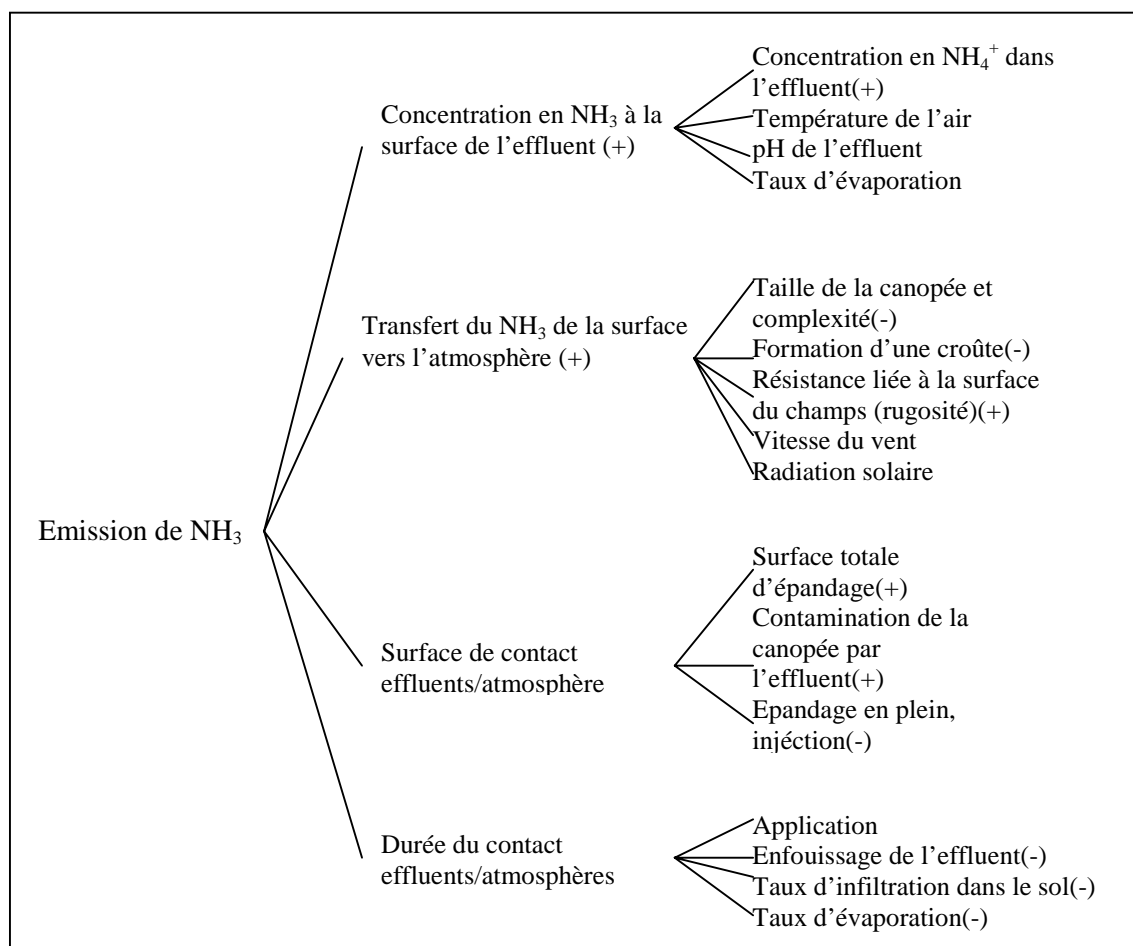 Emission de NH₃
Concentration en NH₃ à la
surface de l’effluent (+)
Concentration en NH₄⁺ dans
l’effluent(+)
Température de l’air
pH de l’effluent
Taux d’évaporation
Transfert du NH₃ de la surface
vers l’atmosphère (+)
Taille de la canopée et
complexité(-)
Formation d’une croûte(-)
Résistance liée à la surface
du champs (rugosité)(+)
Vitesse du vent
Radiation solaire
Surface de contact
effluents/atmosphère
Surface totale
d’épandage(+)
Contamination de la
canopée par
l’effluent(+)
Epandage en plein,
injéction(-)
Durée du contact
effluents/atmosphères
Application
Enfouissage de l’effluent(-)
Taux d’infiltration dans le sol(-)
Taux d’évaporation(-)